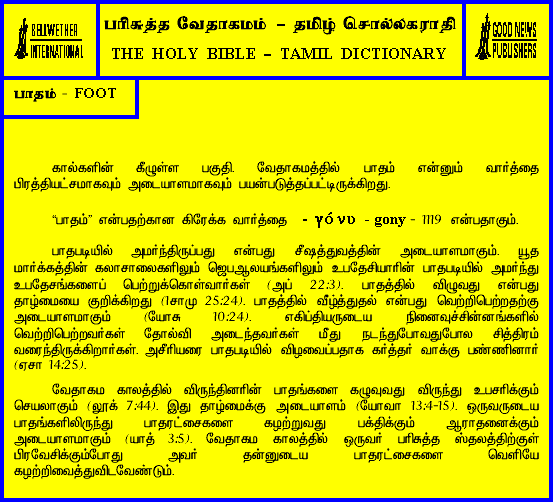 BELLWETHER
INTERNATIONAL
பரிசுத்த வேதாகமம் – தமிழ் சொல்லகராதி
THE HOLY BIBLE – TAMIL DICTIONARY
GOOD NEWS
PUBLISHERS
பாதம் - FOOT
கால்களின் கீழுள்ள பகுதி. வேதாகமத்தில் பாதம் என்னும் வார்த்தை
பிரத்தியட்சமாகவும் அடையாளமாகவும் பயன்படுத்தப்பட்டிருக்கிறது.
“பாதம்” என்பதற்கான கிரேக்க வார்த்தை - γόνυ - gony - 1119 என்பதாகும்.
பாதபடியில் அமர்ந்திருப்பது என்பது சீஷத்துவத்தின் அடையாளமாகும். யூத
மார்க்கத்தின் கலாசாலைகளிலும் ஜெபஆலயங்களிலும் உபதேசியாரின் பாதபடியில் அமர்ந்து
உபதேசங்களைப் பெற்றுக்கொள்வார்கள் (அப் 22:3). பாதத்தில் விழுவது என்பது
தாழ்மையை குறிக்கிறது (1சாமு 25:24). பாதத்தில் வீழ்த்துதல் என்பது வெற்றிபெற்றதற்கு
அடையாளமாகும் (யோசு 10:24). எகிப்தியருடைய நினைவுச்சின்னங்களில்
வெற்றிபெற்றவர்கள் தோல்வி அடைந்தவர்கள் மீது நடந்துபோவதுபோல சித்திரம்
வரைந்திருக்கிறார்கள். அசீரியரை பாதபடியில் விழவைப்பதாக கர்த்தர் வாக்கு பண்ணினார்
(ஏசா 14:25).
வேதாகம காலத்தில் விருந்தினரின் பாதங்களை கழுவுவது விருந்து உபசரிக்கும்
செயலாகும் (லூக் 7:44). இது தாழ்மைக்கு அடையாளம் (யோவா 13:4-15). ஒருவருடைய
பாதங்களிலிருந்து பாதரட்சைகளை கழற்றுவது பக்திக்கும் ஆராதனைக்கும்
அடையாளமாகும் (யாத் 3:5). வேதாகம காலத்தில் ஒருவர் பரிசுத்த ஸ்தலத்திற்குள்
பிரவேசிக்கும்போது அவர் தன்னுடைய பாதரட்சைகளை வெளியே
கழற்றிவைத்துவிடவேண்டும்.